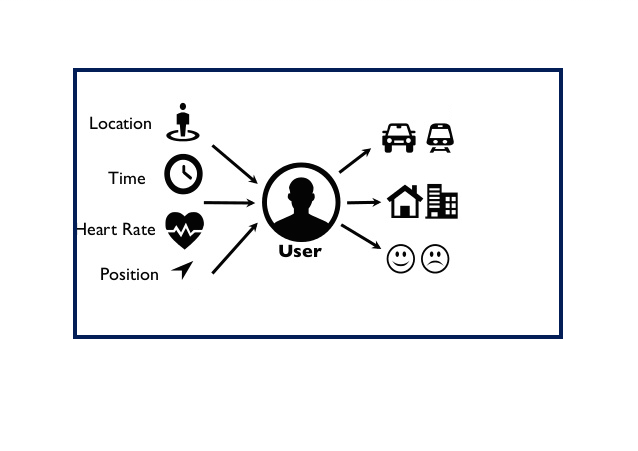 Location
Time
Heart Rate
Position
User